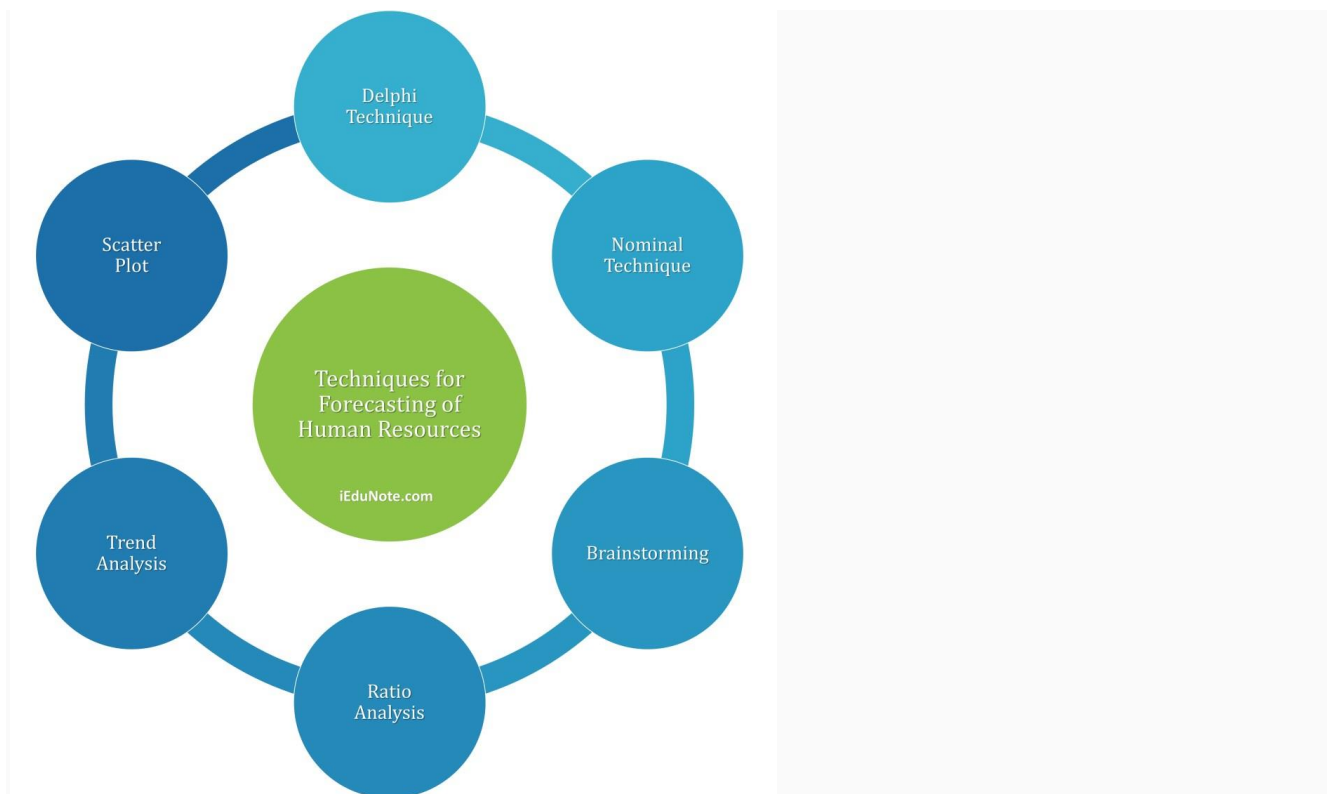 Delphi
Technique
Nominal
Technique
Brainstorming
Ratio
Analysis
Trend
Analysis
Scatter
Plot
Techniques for
Forecasting of
Human Resources
iEduNote.com